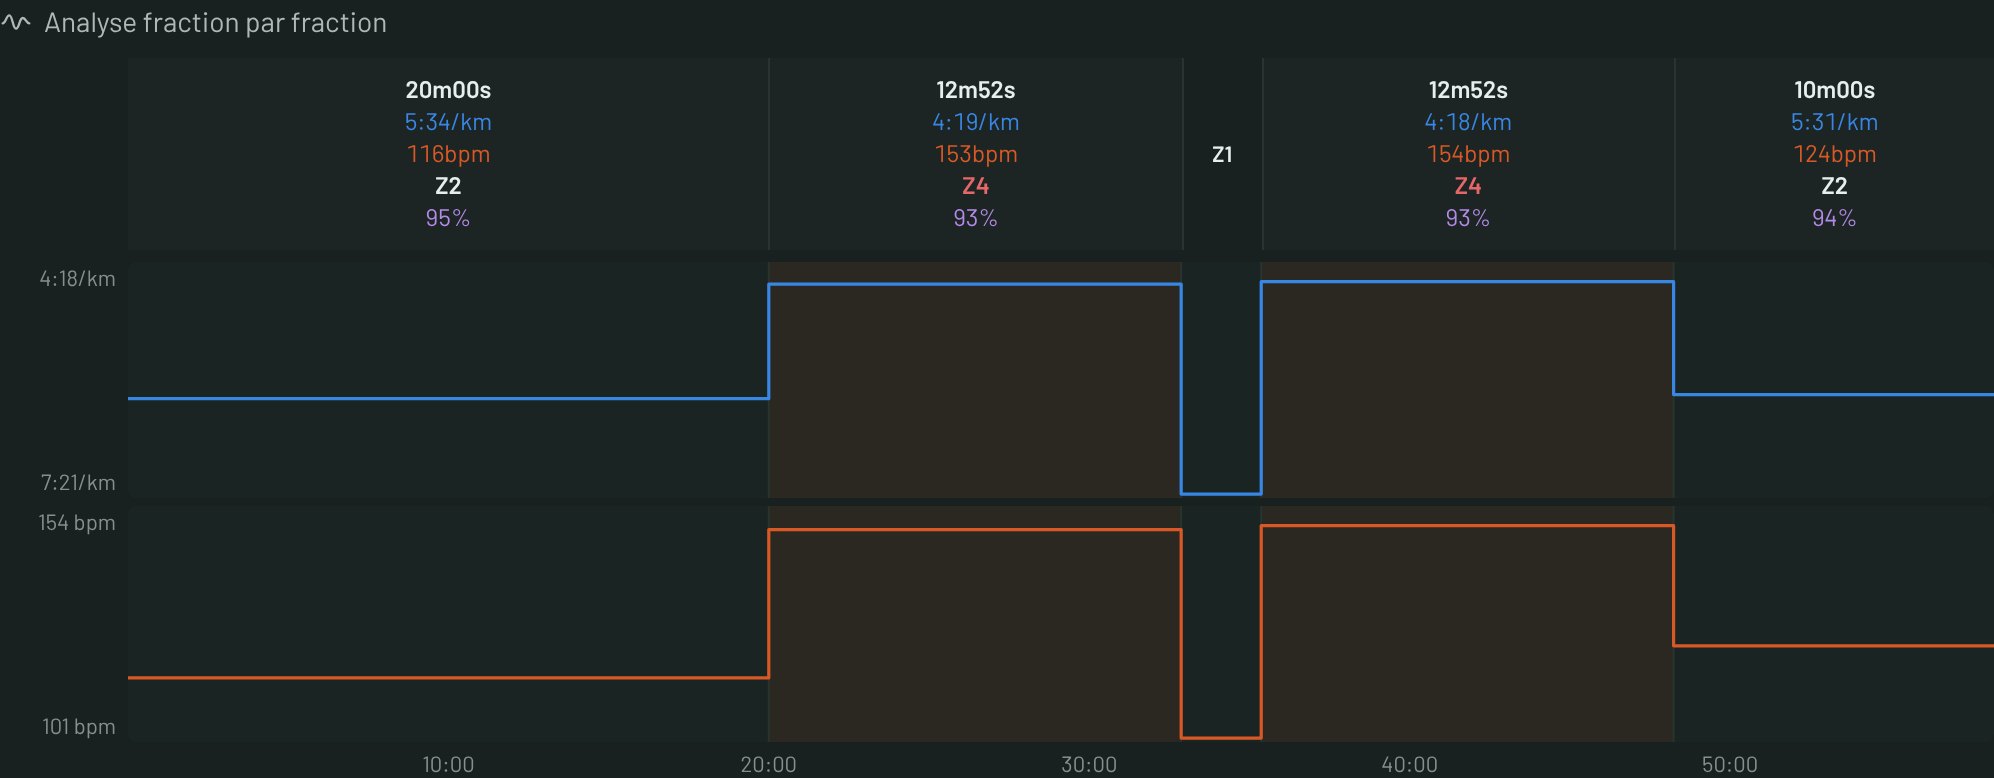 Analyse fraction par fraction
20m00s
5:34/km
116bpm
Z2
95%
12m52s
4:19/km
153bpm
Z4
93%
Z1
12m52s
4:18/km
154bpm
Z4
93%
10m00s
5:31/km
124bpm
Z2
94%
4:18/km
7:21/km
154 bpm
101 bpm
10:00
20:00
30:00
40:00
50:00